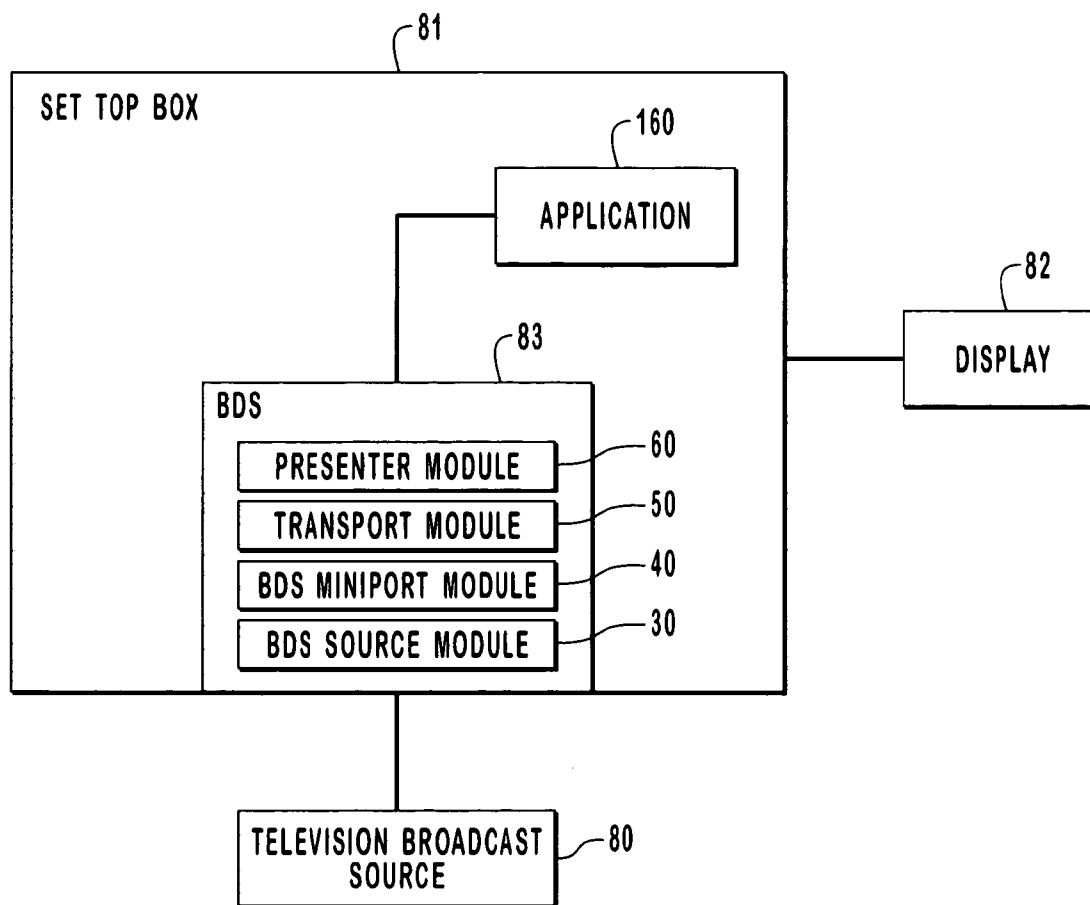 81
SET TOP BOX
160
APPLICATION
82
DISPLAY
83
BDS
PRESENTER MODULE
60
TRANSPORT MODULE
50
BDS MINIPORT MODULE
40
BDS SOURCE MODULE
30
TELEVISION BROADCAST
SOURCE
80